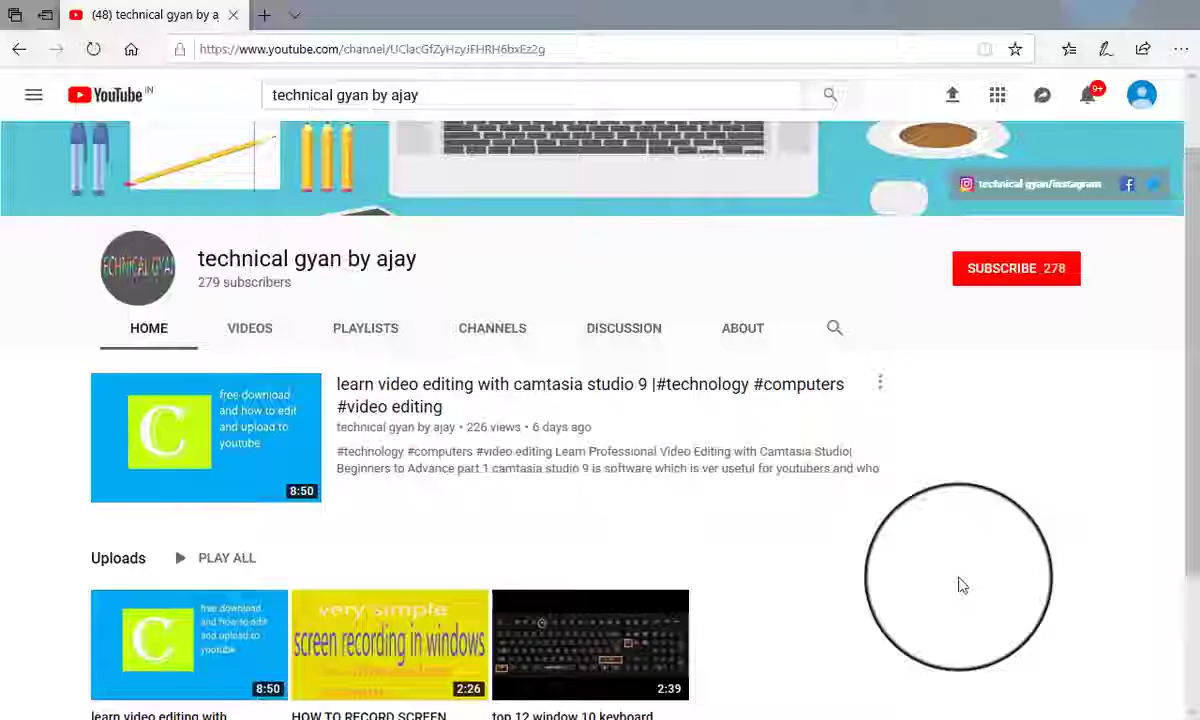 (48) technical gyan by a
https://www.youtube.com/channel/UClacGfZyHzyJFHRH6bxEz2g
YouTube IN
technical gyan by ajay
9+
technical gyan/instagram
technical gyan by ajay
279 subscribers
SUBSCRIBE 278
HOME VIDEOS PLAYLISTS CHANNELS DISCUSSION ABOUT
free download
and how to edit
and upload to
youtube
C
8:50
learn video editing with camtasia studio 9 |#technology #computers
#video editing
technical gyan by ajay • 226 views • 6 days ago
#technology #computers #video editing Learn Professional Video Editing with Camtasia Studio|
Beginners to Advance part 1 camtasia studio 9 is software which is ver useful for youtubers and who
Uploads PLAY ALL
free download
and how to edit
and upload to
youtube
C
8:50
very simple
screen recording in windows
2:26
2:39
learn video editing with
HOW TO RECORD SCREEN
top 12 window 10 keyboard